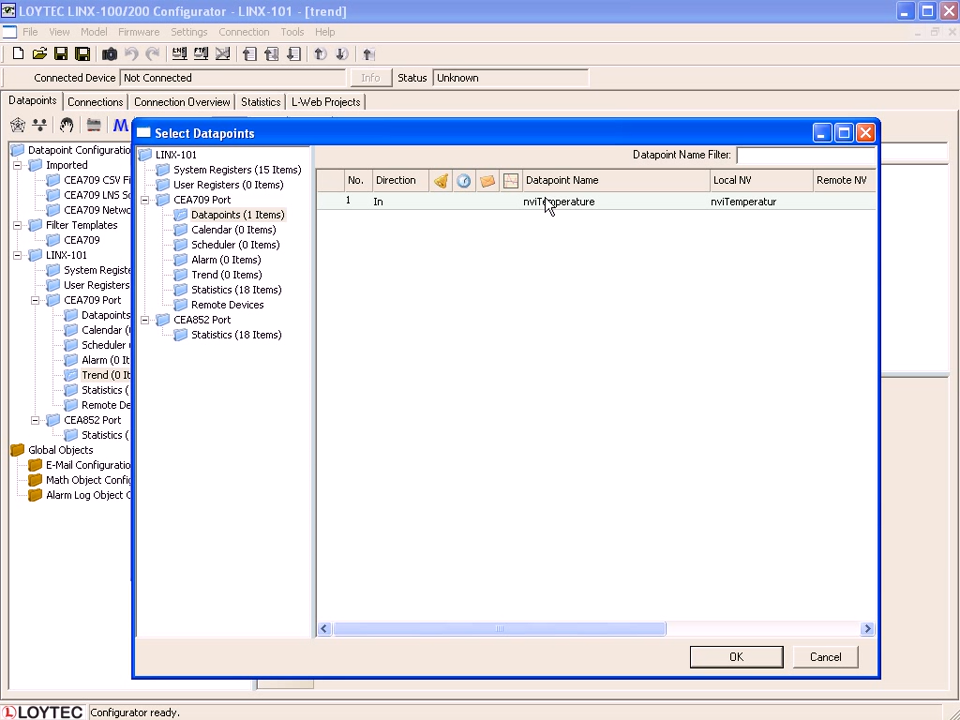 LOYTEC LINX-100/200 Configurator - LINX-101 - [trend]
File View Model Firmware Settings Connection Tools Help
Connected Device Not Connected Info Status Unknown
Datapoints Connections Connection Overview Statistics L-Web Projects
M
Select Datapoints
Datapoint Configuratio
Imported
CEA709 CSV Fi
CEA709 LNS
CEA709 Netwo
Filter Templates
CEA709
LINX-101
System Registe
User Registers
CEA709 Port
Datapoints
Calendar (
Scheduler
Alarm (0 It
Trend (0 It
Statistics (
Remote De
CEA852 Port
Statistics (
Global Objects
E-Mail Configuratio
Math Object Config
Alarm Log Object C
LINX-101
System Registers (15 Items)
User Registers (0 Items)
CEA709 Port
Datapoints (1 Items)
Calendar (0 Items)
Scheduler (0 Items)
Alarm (0 Items)
Trend (0 Items)
Statistics (18 Items)
Remote Devices
CEA852 Port
Statistics (18 Items)
Datapoint Name Filter:
No. Direction Datapoint Name Local NV Remote NV
1 In nviTemperature nviTemperatur
OK Cancel
LOYTEC Configurator ready.